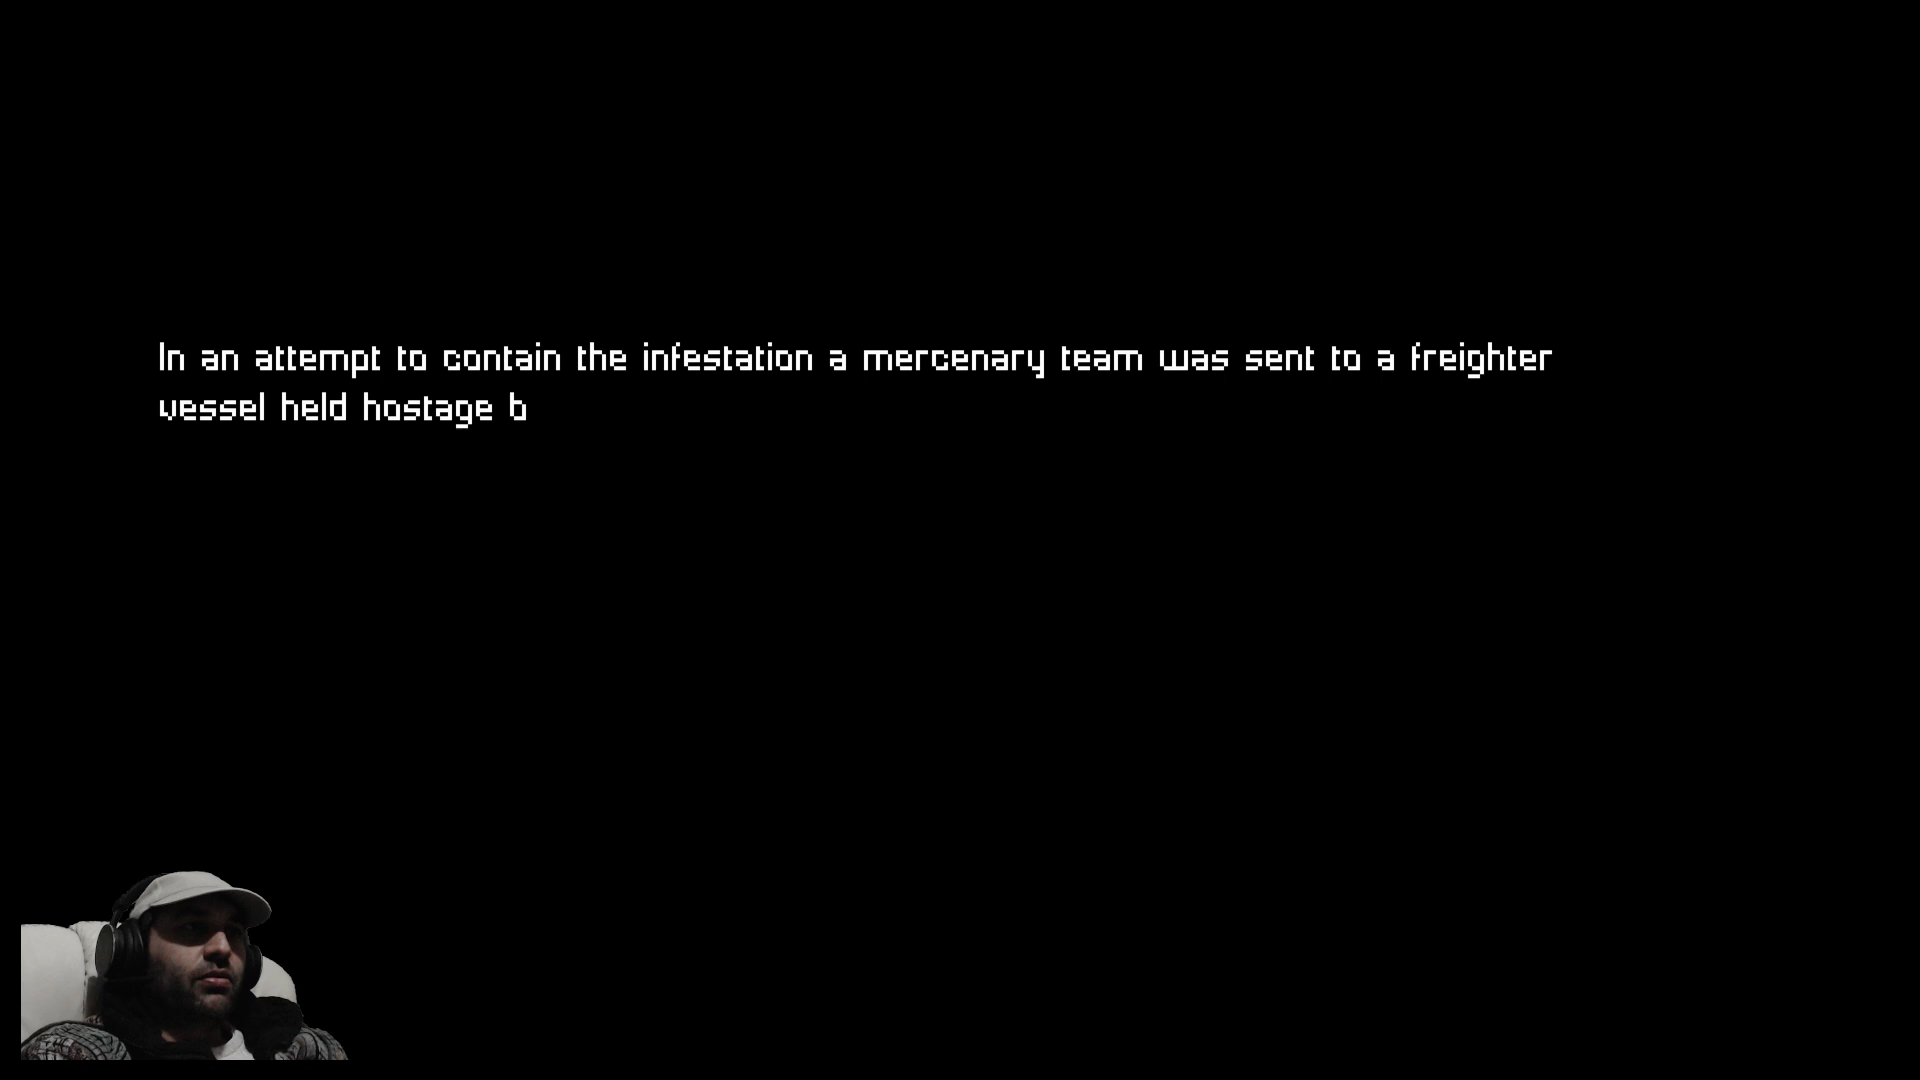 In an attempt to contain the infestation a mercenary team was sent to a freighter
vessel held hostage b